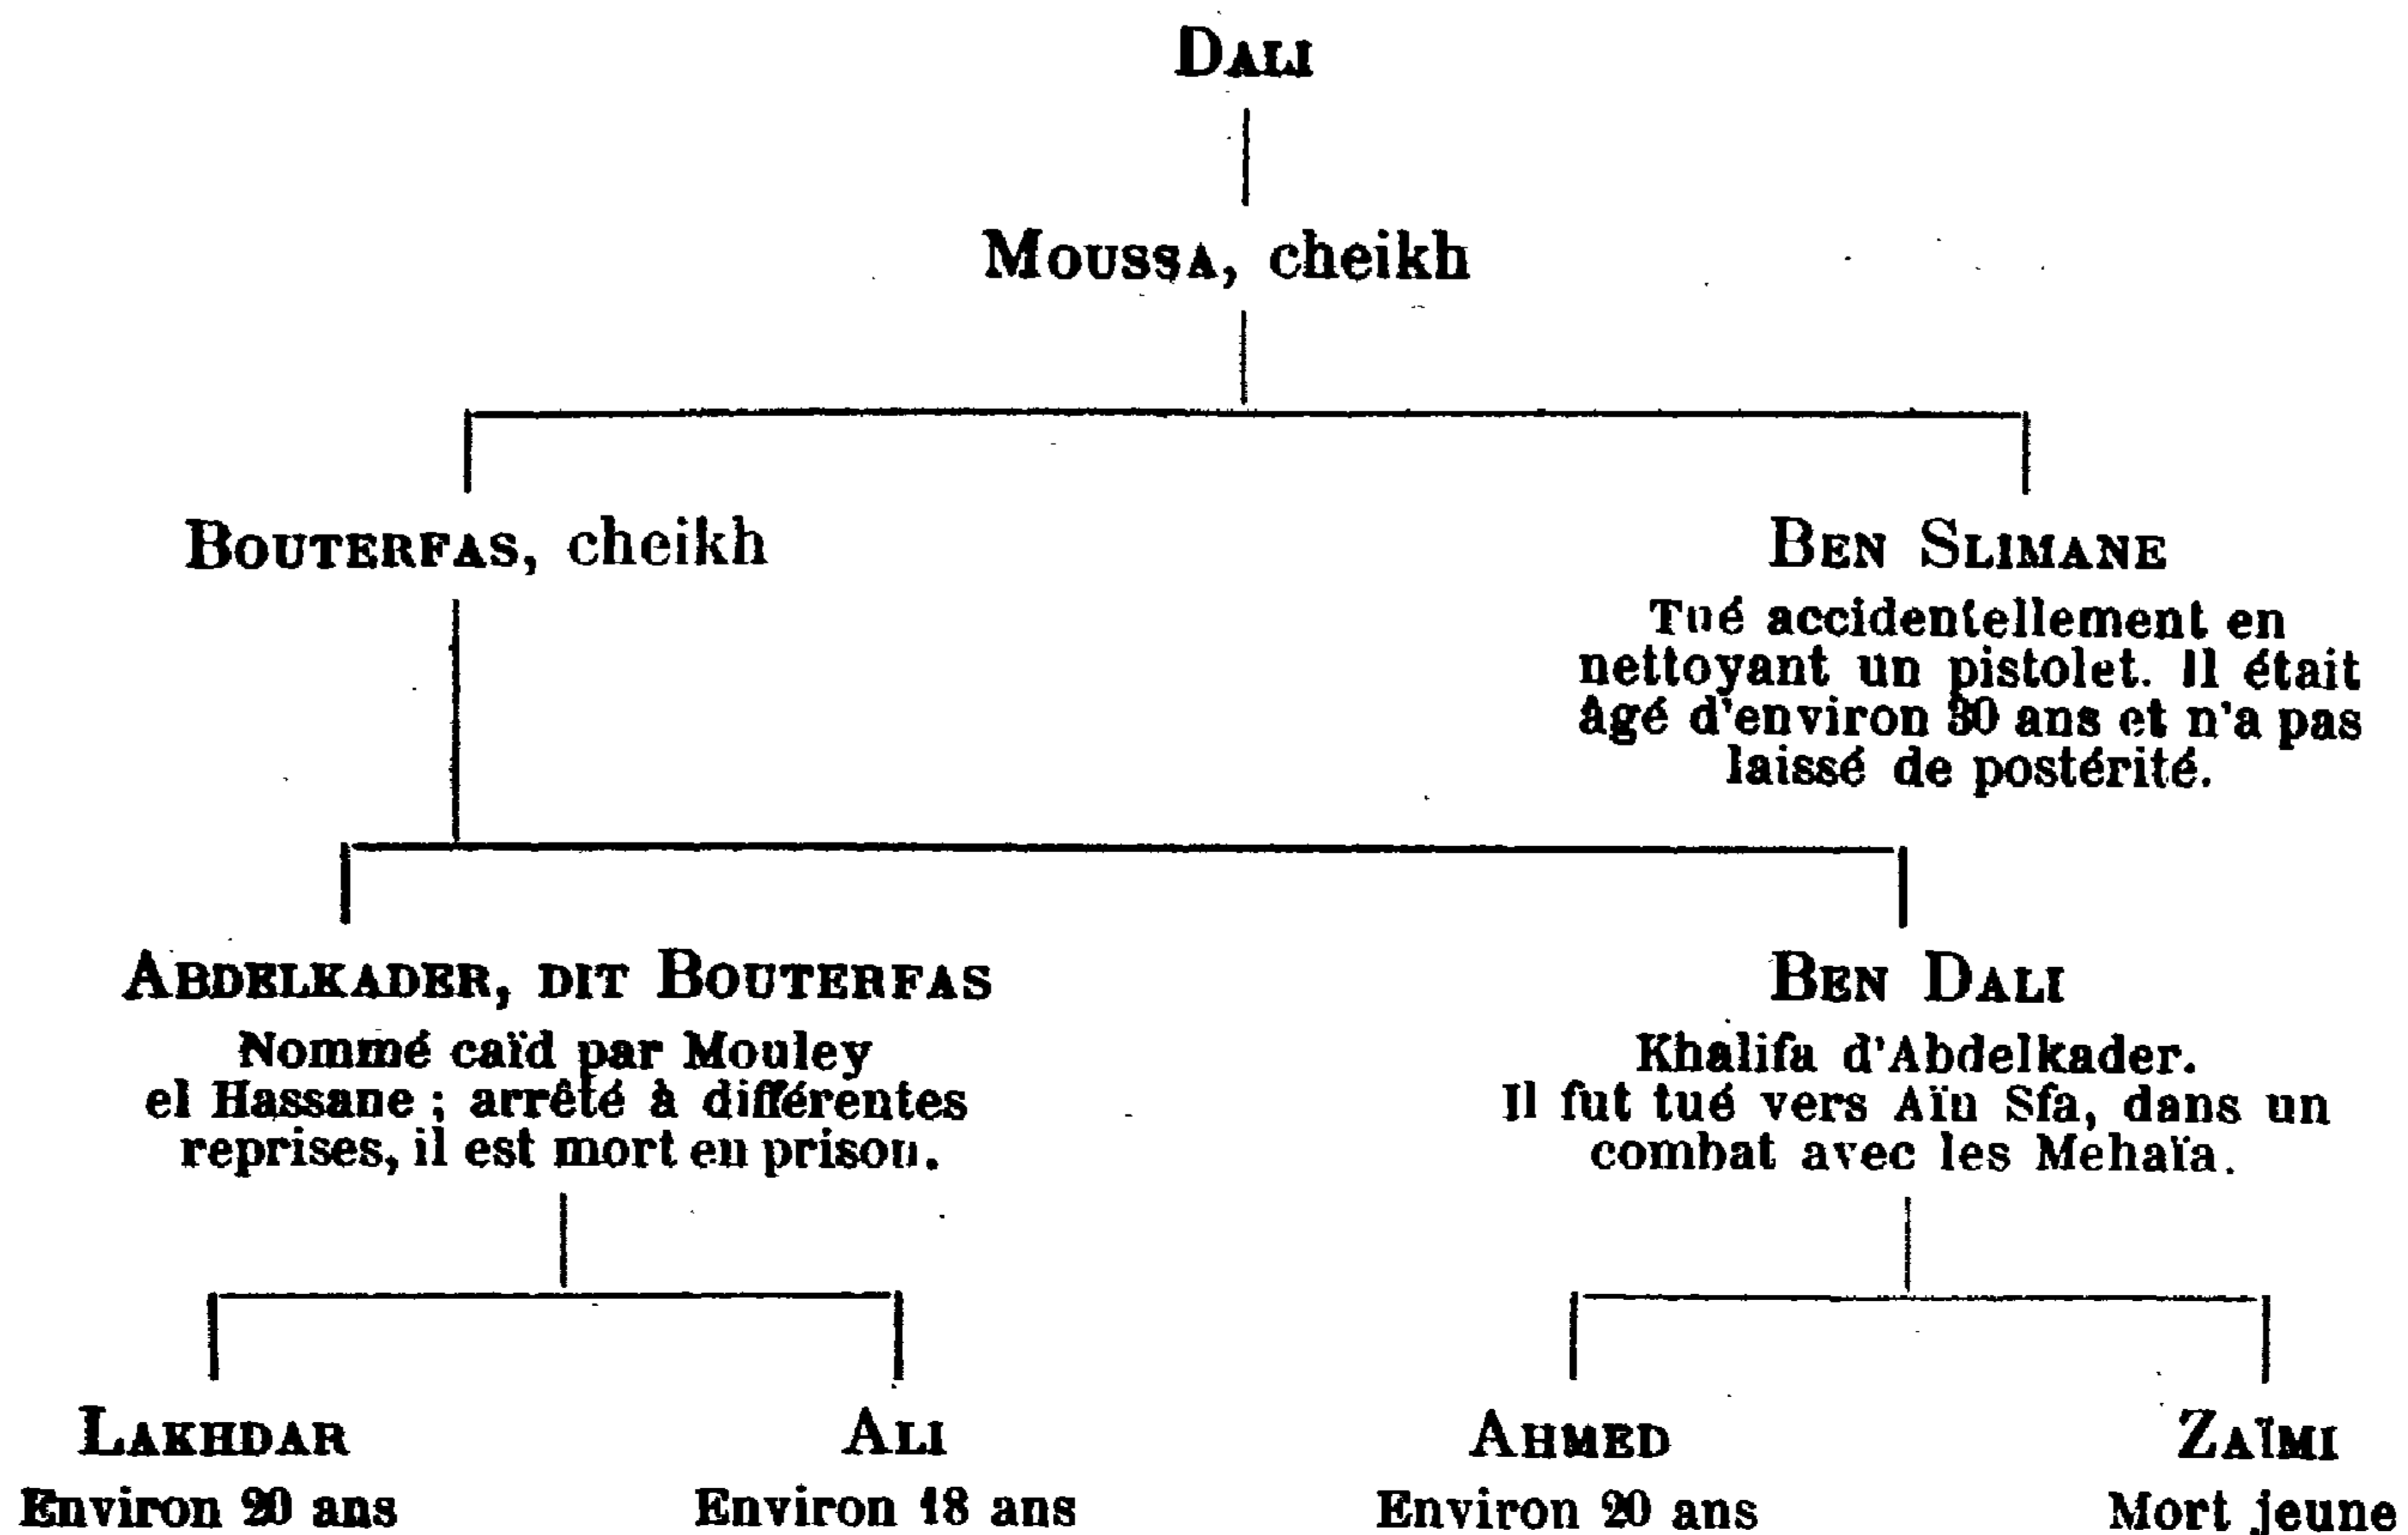 DALI
MOUSSA, cheikh
BOUTERFAS, cheikh
BEN SLIMANE
Tué accidentellement en
nettoyant un pistolet. Il était
âgé d'environ 30 ans et n'a pas
laissé de postérité.
ABDELKADER, DIT BOUTERFAS
Nommé caïd par Mouley
el Hassane ; arrêté à différentes
reprises, il est mort en prison.
BEN DALI
Khalifa d'Abdelkader.
Il fut tué vers Aïn Sfa, dans un
combat avec les Mehaïa.
LAKHDAR
Environ 20 ans
ALI
Environ 18 ans
AHMED
Environ 20 ans
ZAÏMI
Mort jeune